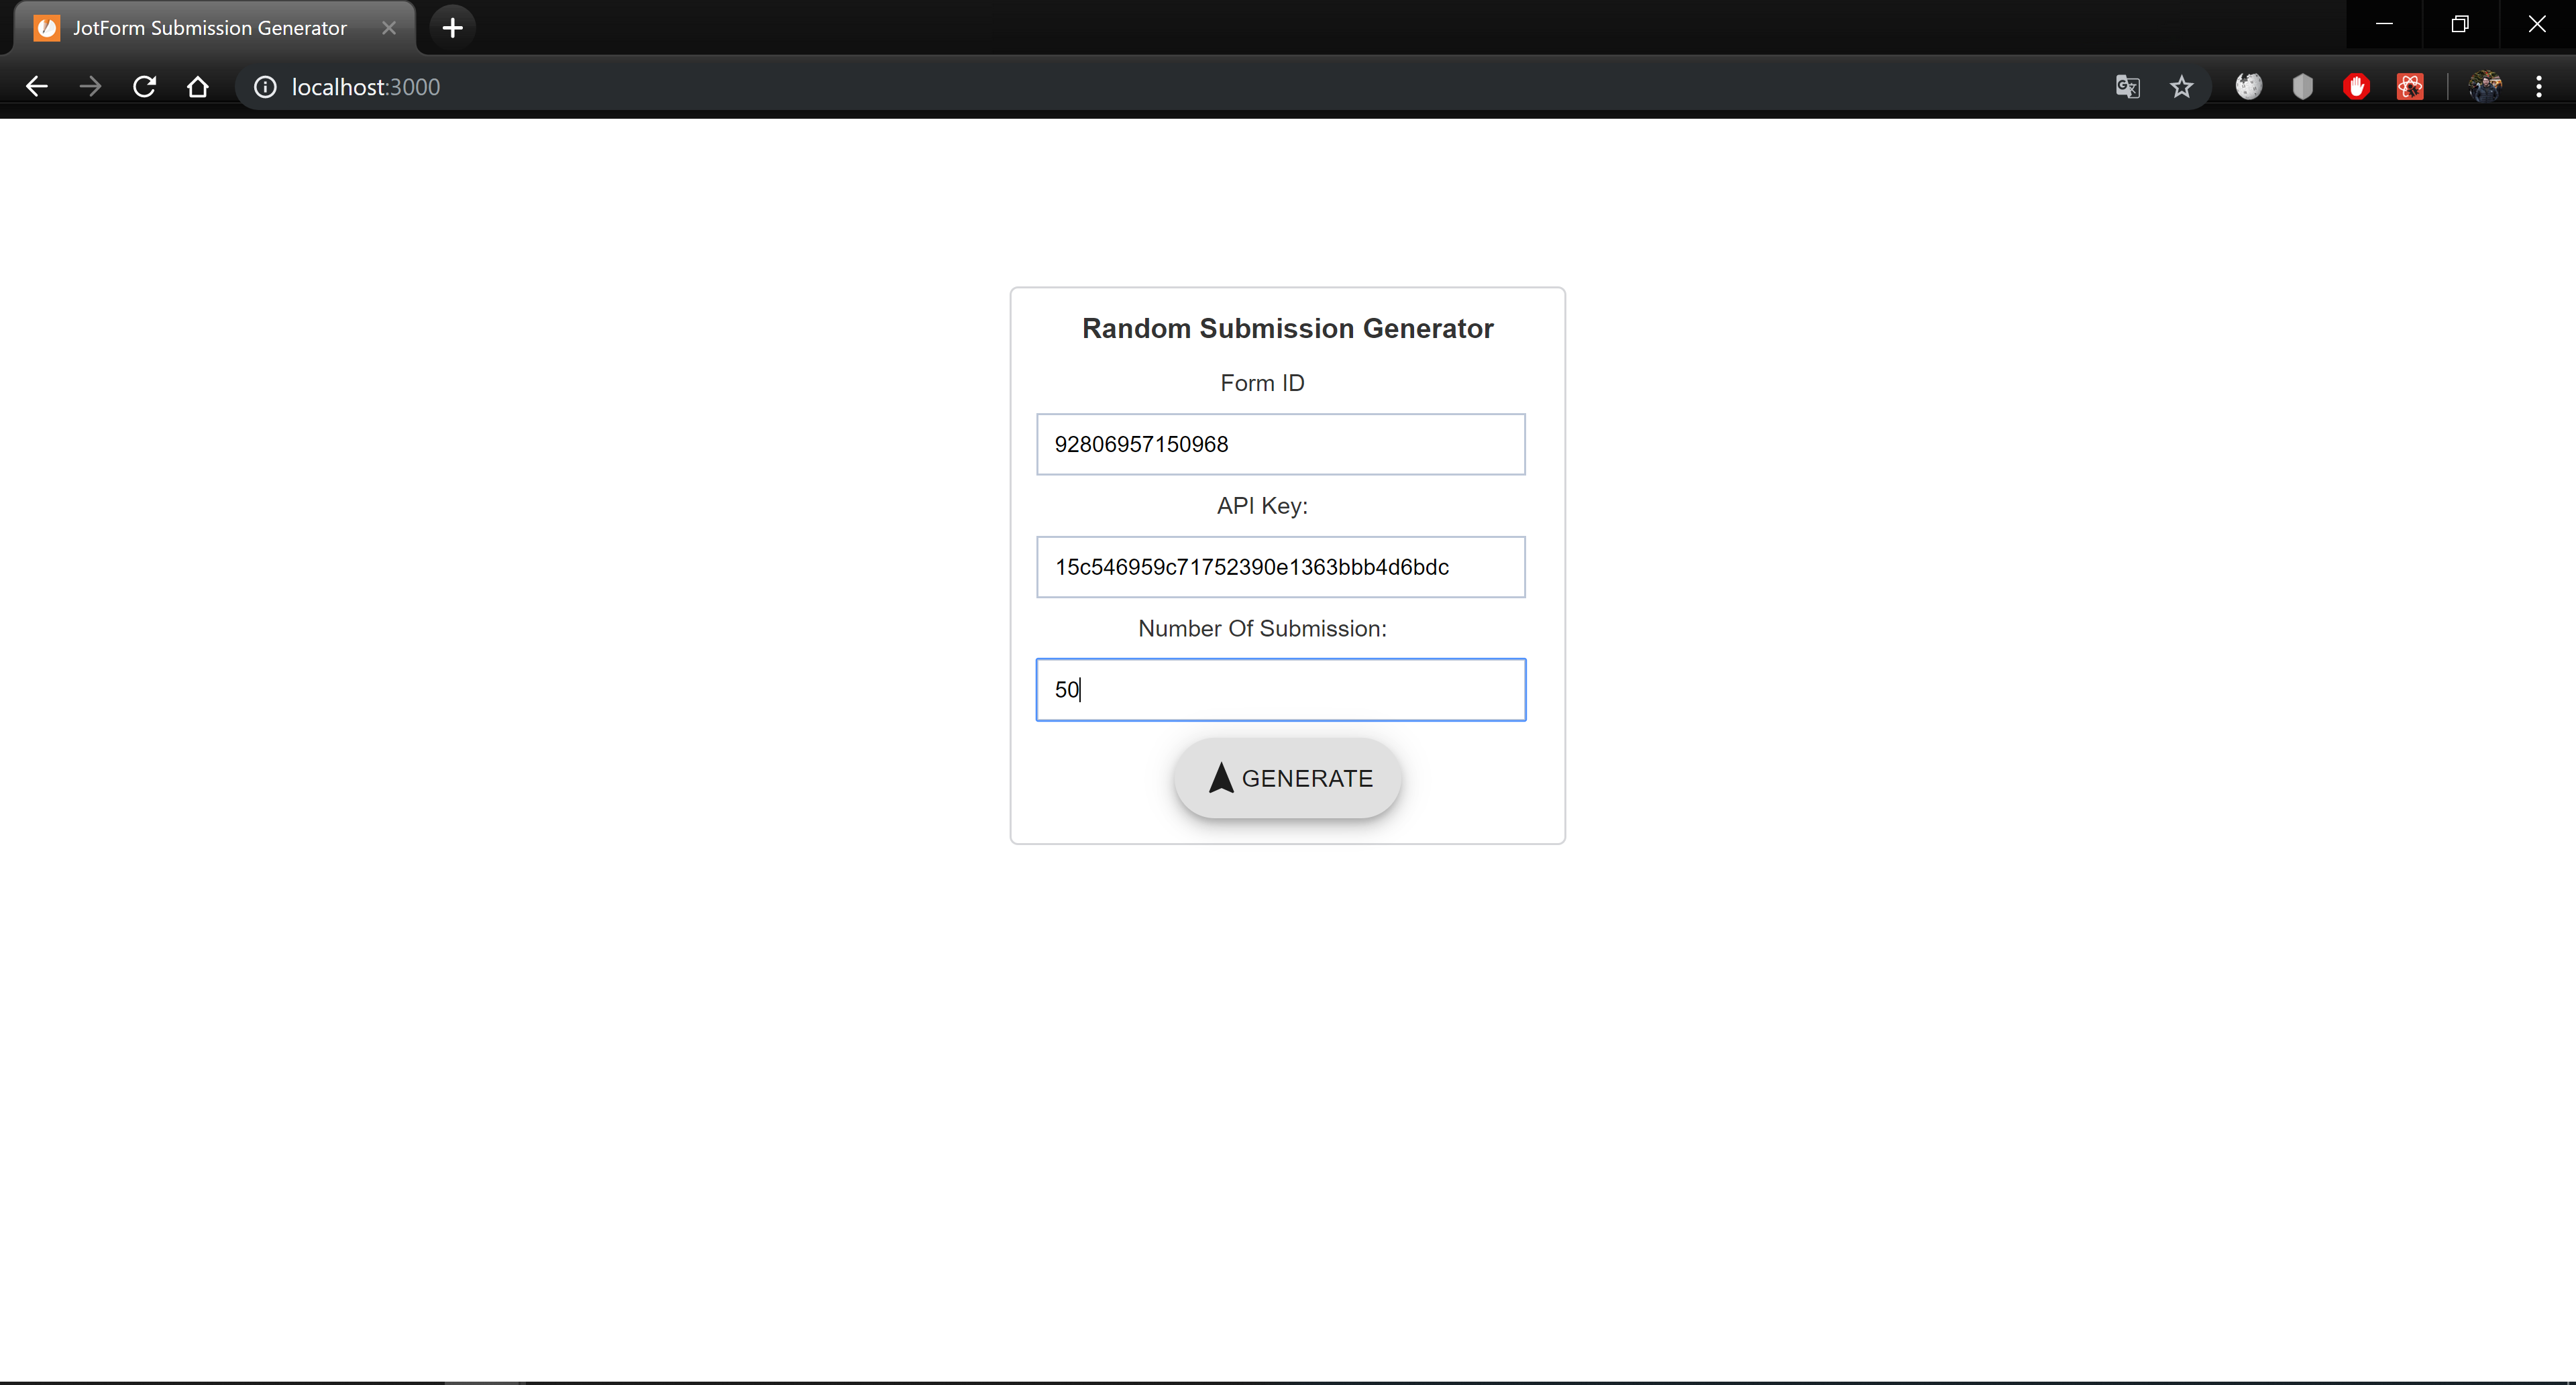 JotForm Submission Generator
localhost:3000
Random Submission Generator
Form ID
92806957150968
API Key:
15c546959c71752390e1363bbb4d6bdc
Number Of Submission:
50
GENERATE